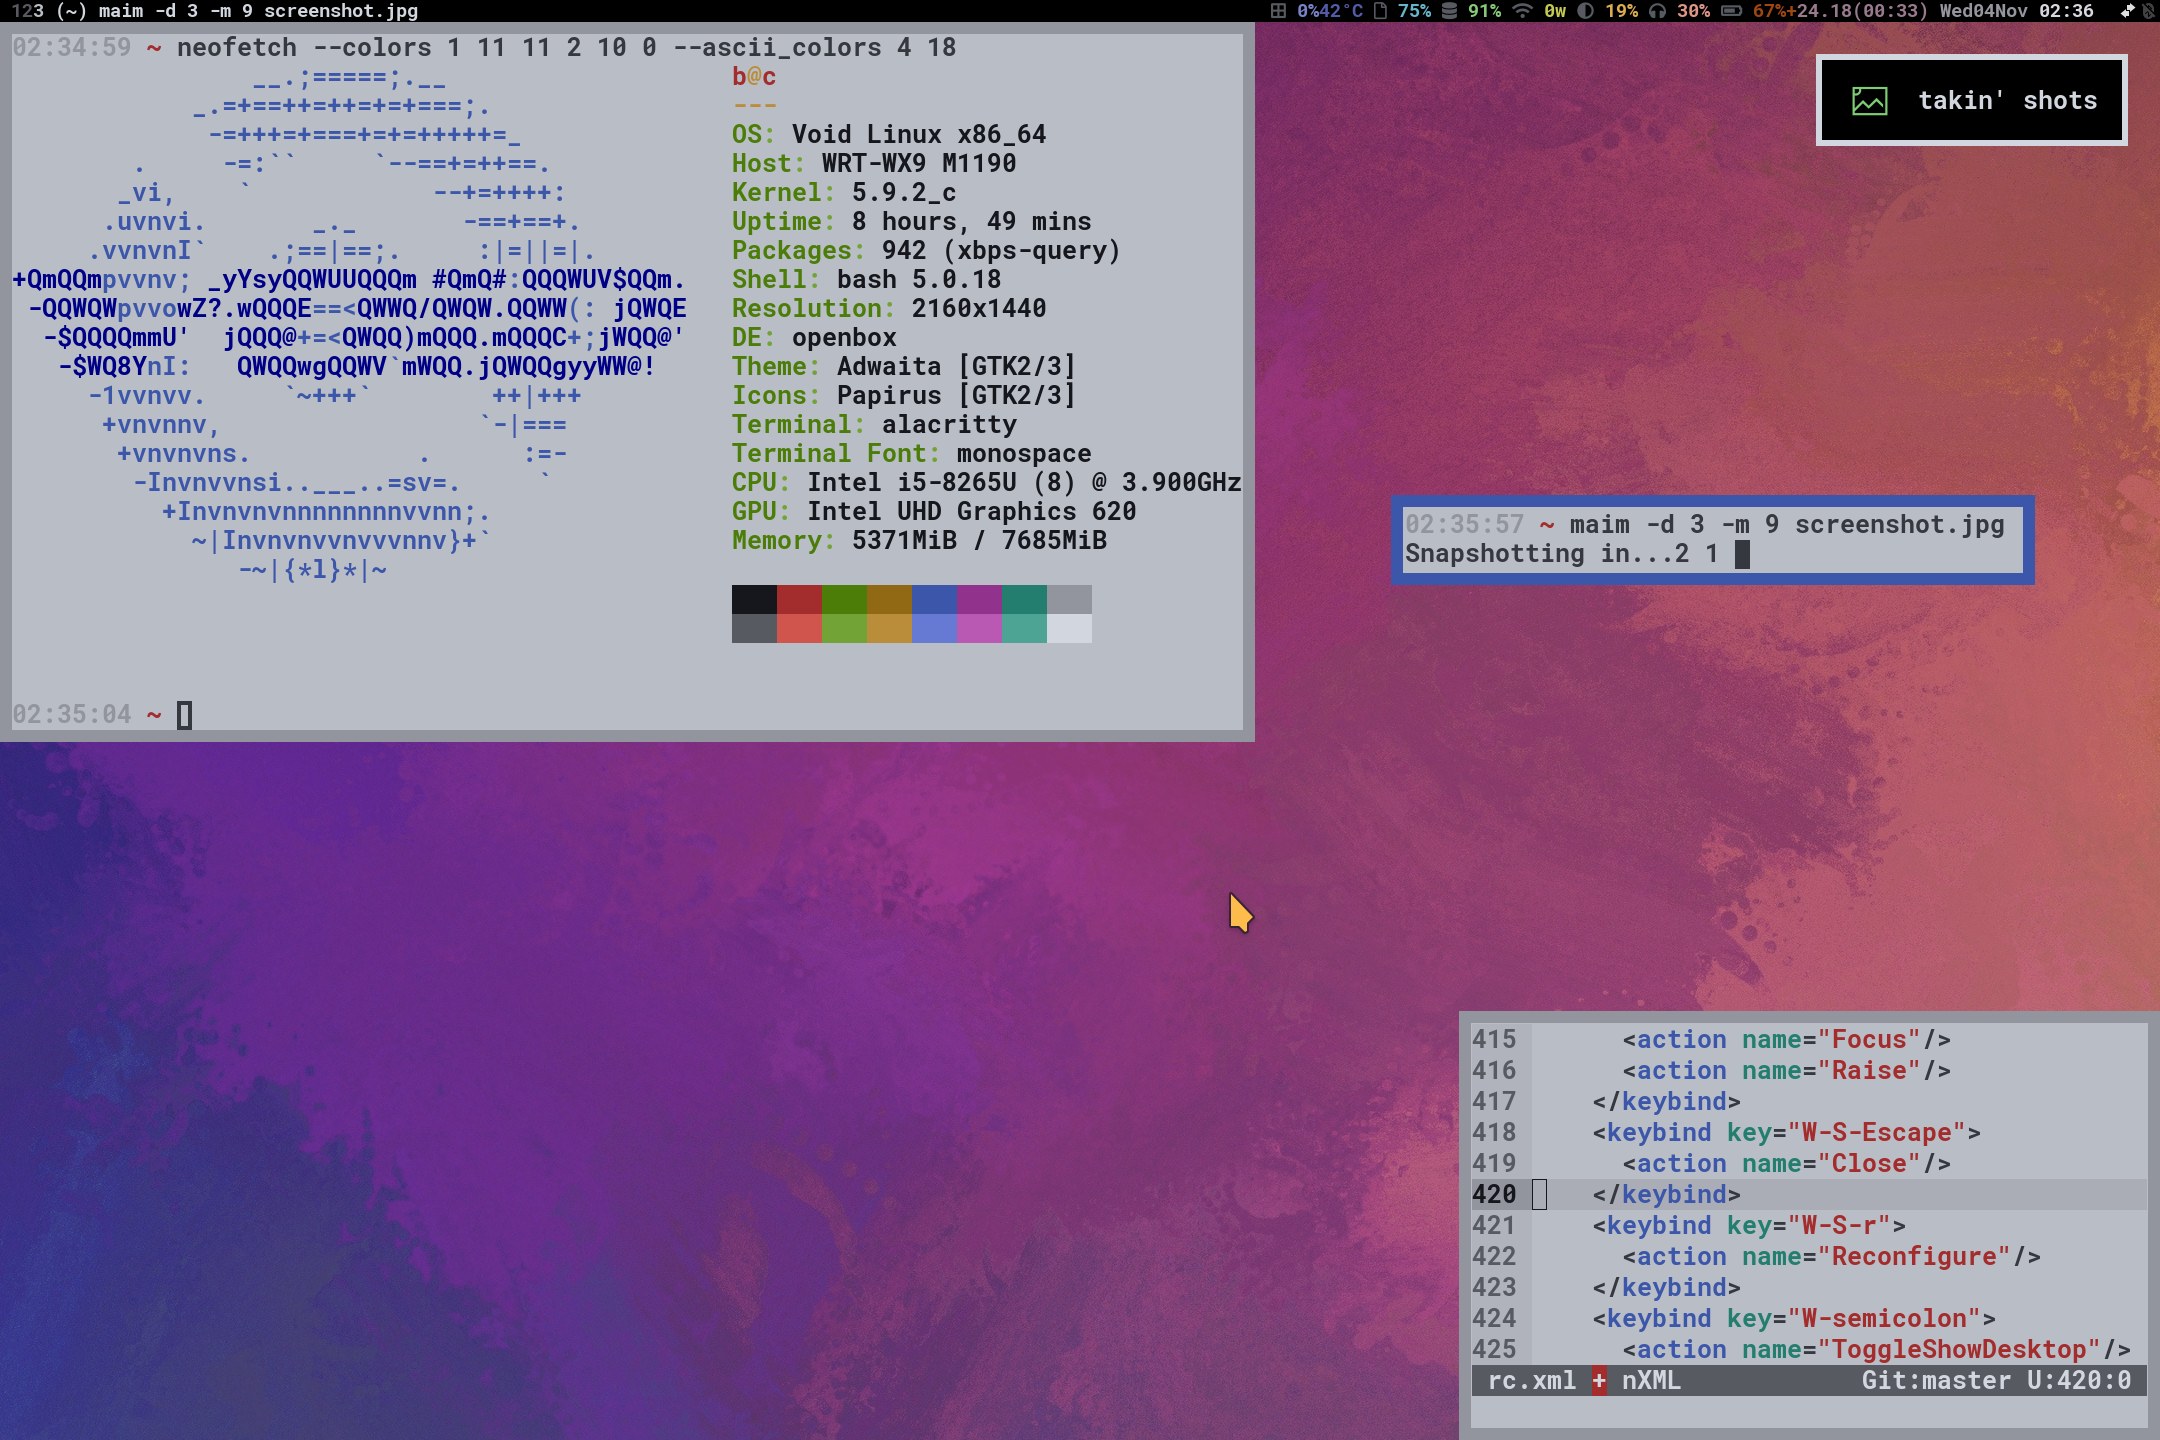 123 (~) maim -d 3 -m 9 screenshot.jpg
0%42°C 75% 91% 0w 19% 30% 67%+24.18(00:33) Wed04Nov 02:36
takin' shots
02:34:59 ~ neofetch --colors 1 11 11 2 10 0 --ascii_colors 4 18
__.;=====;.__
_.=+==++=++=+=+===;.
-=+++=+===+=+=+++++=_
.     -=:``     `--==+=++==.
_vi,    `            --+=++++:
.uvnvi.       _._       -==+==+.
.vvnvnI`    .;==|==;.     :|=||=|.
+QmQQmpvvnv; _yYsyQQWUUQQQm #QmQ#:QQQWUV$QQm.
-QQWQWpvvowZ?.wQQQE==<QWWQ/QWQW.QQWW(: jQWQE
-$QQQQmmU'  jQQQ@+=<QWQQ)mQQQ.mQQQC+;jWQQ@'
-$WQ8YnI:   QWQQwgQQWV`mWQQ.jQWQQgyyWW@!
-1vvnvv.     `~+++`        ++|+++
+vnvnnv,                 `-|===
+vnvnvns.           .      :=-
-Invnvvnsi..___..=sv=.     `
+Invnvnvnnnnnnnnvvnn;.
~|Invnvnvvnvvvnnv}+`
-~|{*l}*|~
b@c
---
OS: Void Linux x86_64
Host: WRT-WX9 M1190
Kernel: 5.9.2_c
Uptime: 8 hours, 49 mins
Packages: 942 (xbps-query)
Shell: bash 5.0.18
Resolution: 2160x1440
DE: openbox
Theme: Adwaita [GTK2/3]
Icons: Papirus [GTK2/3]
Terminal: alacritty
Terminal Font: monospace
CPU: Intel i5-8265U (8) @ 3.900GHz
GPU: Intel UHD Graphics 620
Memory: 5371MiB / 7685MiB
02:35:04 ~
02:35:57 ~ maim -d 3 -m 9 screenshot.jpg
Snapshotting in...2 1
415       <action name="Focus"/>
416       <action name="Raise"/>
417     </keybind>
418     <keybind key="W-S-Escape">
419       <action name="Close"/>
420     </keybind>
421     <keybind key="W-S-r">
422       <action name="Reconfigure"/>
423     </keybind>
424     <keybind key="W-semicolon">
425       <action name="ToggleShowDesktop"/>
rc.xml + nXML Git:master U:420:0